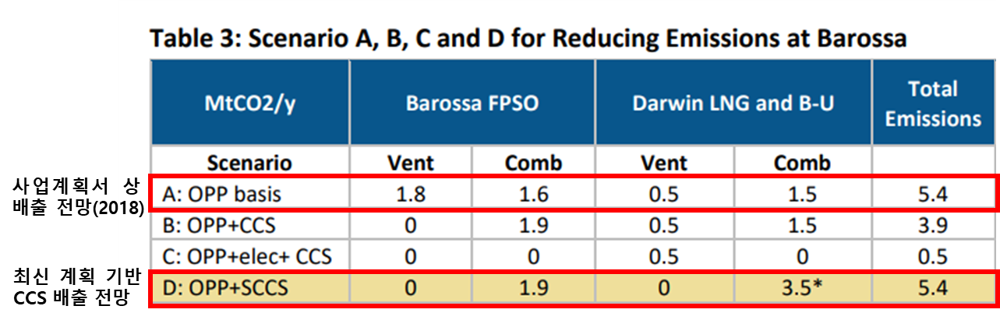 Table 3: Scenario A, B, C and D for Reducing Emissions at Barossa
MtCO2/y Barossa FPSO Darwin LNG and B-U Total Emissions
Scenario Vent Comb Vent Comb
사업계획서 상
배출 전망(2018)
A: OPP basis 1.8 1.6 0.5 1.5 5.4
B: OPP+CCS 0 1.9 0.5 1.5 3.9
C: OPP+elec+ CCS 0 0 0.5 0 0.5
최신 계획 기반
CCS 배출 전망
D: OPP+SCCS 0 1.9 0 3.5* 5.4